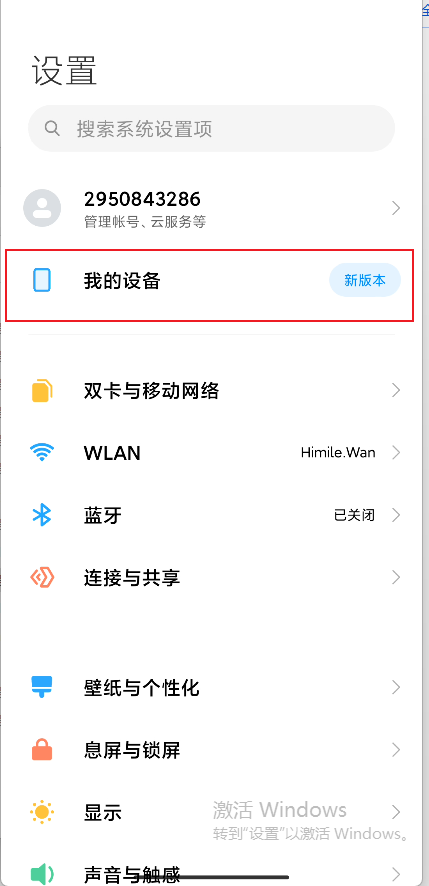 设置
搜索系统设置项
2950843286
管理帐号、云服务等
我的设备
新版本
双卡与移动网络
WLAN
Himile.Wan
蓝牙
已关闭
连接与共享
壁纸与个性化
息屏与锁屏
显示
激活 Windows
转到“设置”以激活 Windows。
声音与触感